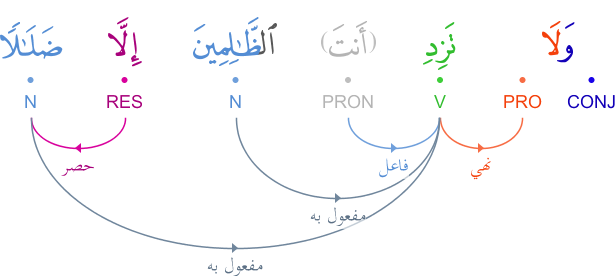 وَلَا تَزِدِ (أَنتَ) ٱلظَّـٰلِمِينَ إِلَّا ضَلَـٰلًا
CONJ PRO V PRON N RES N
نهي فاعل حصر
مفعول به
مفعول به